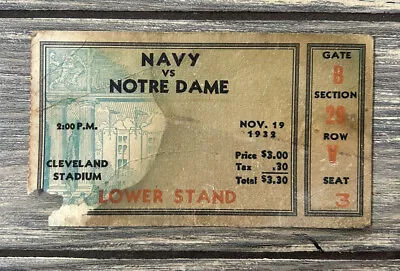 NAVY
VS
NOTRE DAME
2:00 P.M.
NOV. 19
1932
CLEVELAND
STADIUM
Price $3.00
Tax .30
Total $3.30
LOWER STAND
GATE
B
SECTION
29
ROW
SEAT
3